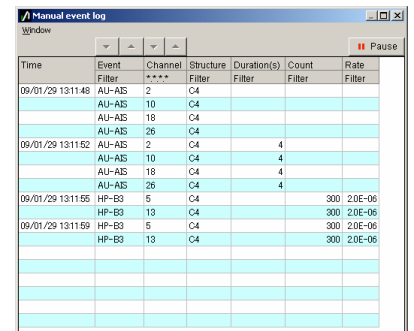 Manual event log
Window
Pause
Time Event Channel Structure Duration(s) Count Rate
Filter *.*.*.* Filter Filter Filter Filter
09/01/29 13:11:48 AU-AIS 2 C4
AU-AIS 10 C4
AU-AIS 18 C4
AU-AIS 26 C4
09/01/29 13:11:52 AU-AIS 2 C4 4
AU-AIS 10 C4 4
AU-AIS 18 C4 4
AU-AIS 26 C4 4
09/01/29 13:11:55 HP-B3 5 C4 300 2.0E-06
HP-B3 13 C4 300 2.0E-06
09/01/29 13:11:59 HP-B3 5 C4 300 2.0E-06
HP-B3 13 C4 300 2.0E-06